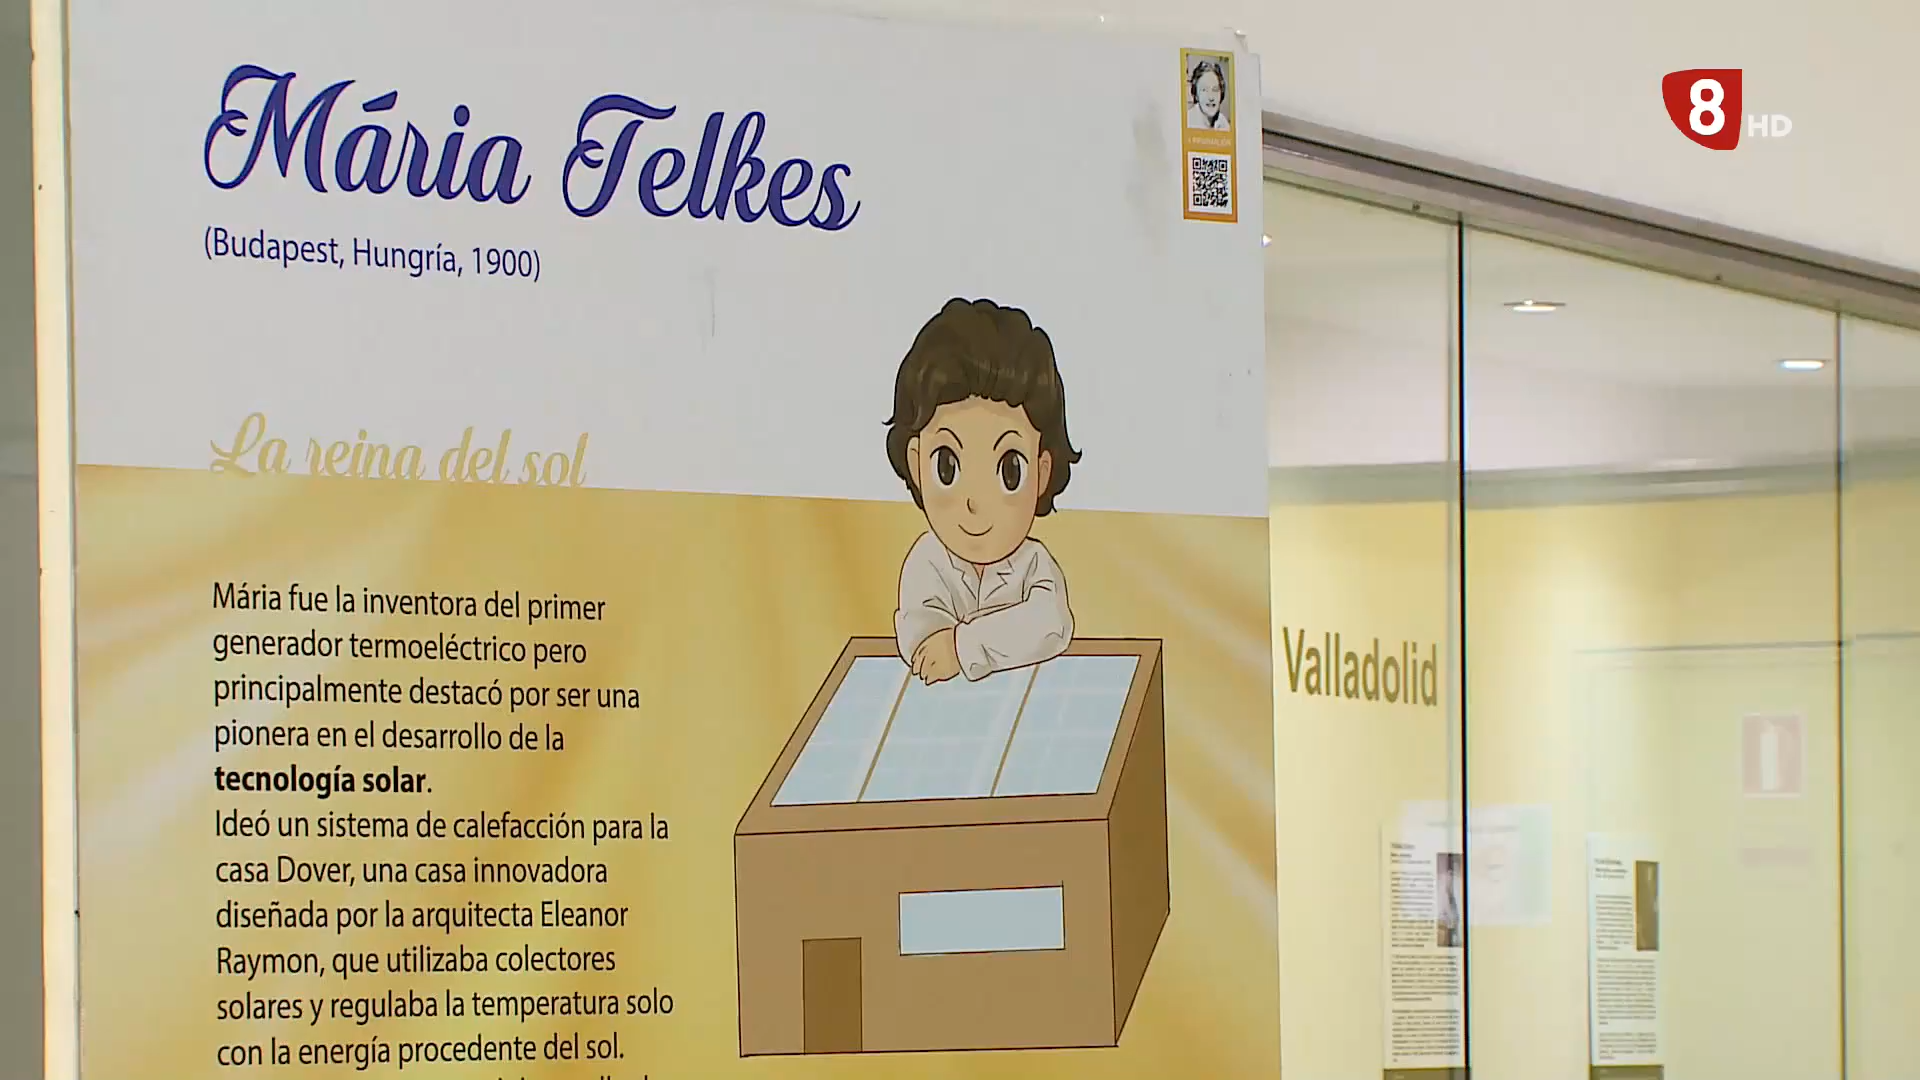 Mária Telkes
(Budapest, Hungría, 1900)
La reina del sol
Mária fue la inventora del primer
generador termoeléctrico pero
principalmente destacó por ser una
pionera en el desarrollo de la
tecnología solar.
Ideó un sistema de calefacción para la
casa Dover, una casa innovadora
diseñada por la arquitecta Eleanor
Raymon, que utilizaba colectores
solares y regulaba la temperatura solo
con la energía procedente del sol.
8 HD
Valladolid